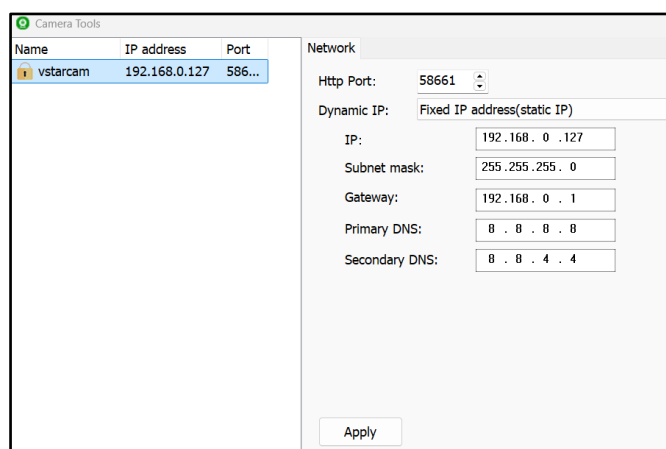 Camera Tools
Name IP address Port
vstarcam 192.168.0.127 586...
Network
Http Port: 58661
Dynamic IP: Fixed IP address(static IP)
IP: 192.168. 0 .127
Subnet mask: 255.255.255. 0
Gateway: 192.168. 0 . 1
Primary DNS: 8 . 8 . 8 . 8
Secondary DNS: 8 . 8 . 4 . 4
Apply